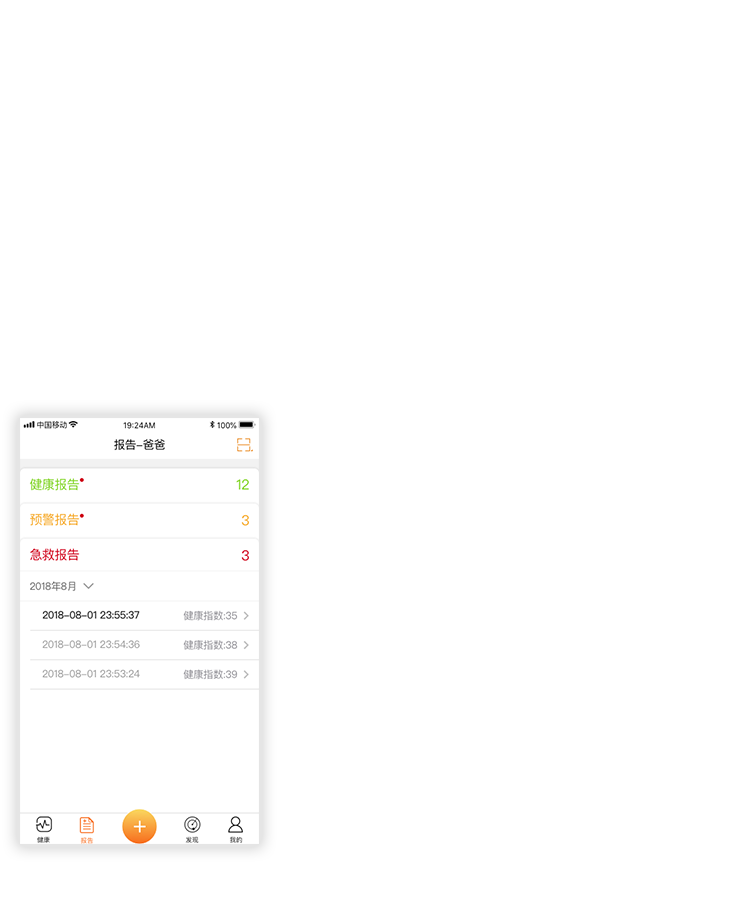 中国移动 19:24AM 100%
报告-爸爸
健康报告 12
预警报告 3
急救报告 3
2018年8月
2018-08-01 23:55:37 健康指数:35
2018-08-01 23:54:36 健康指数:38
2018-08-01 23:53:24 健康指数:39
健康 报告 发现 我的